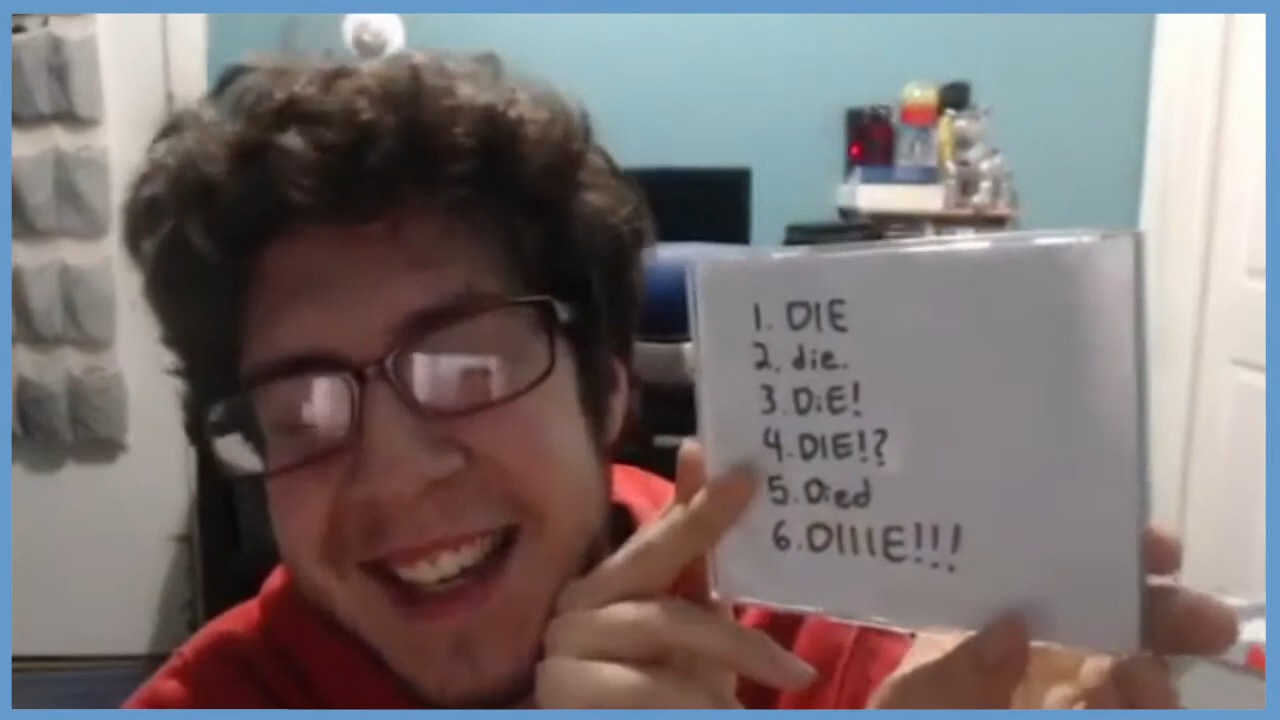 1. DIE
2. die.
3. DiE!
4. DIE!?
5. Died
6. DIIIE!!!